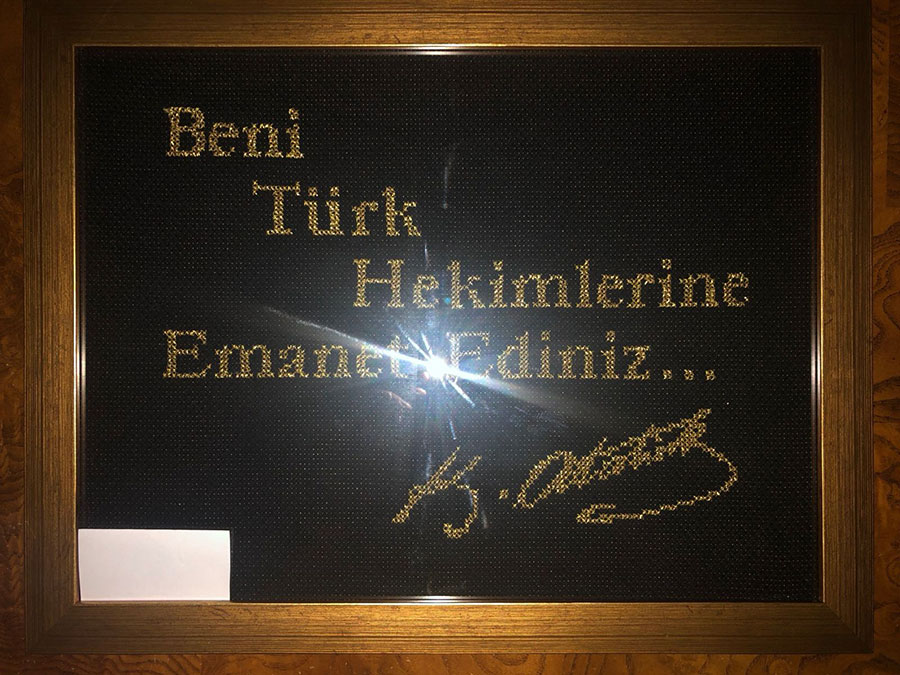 Beni
Türk
Hekimlerine
Emanet Ediniz...
K. Atatürk